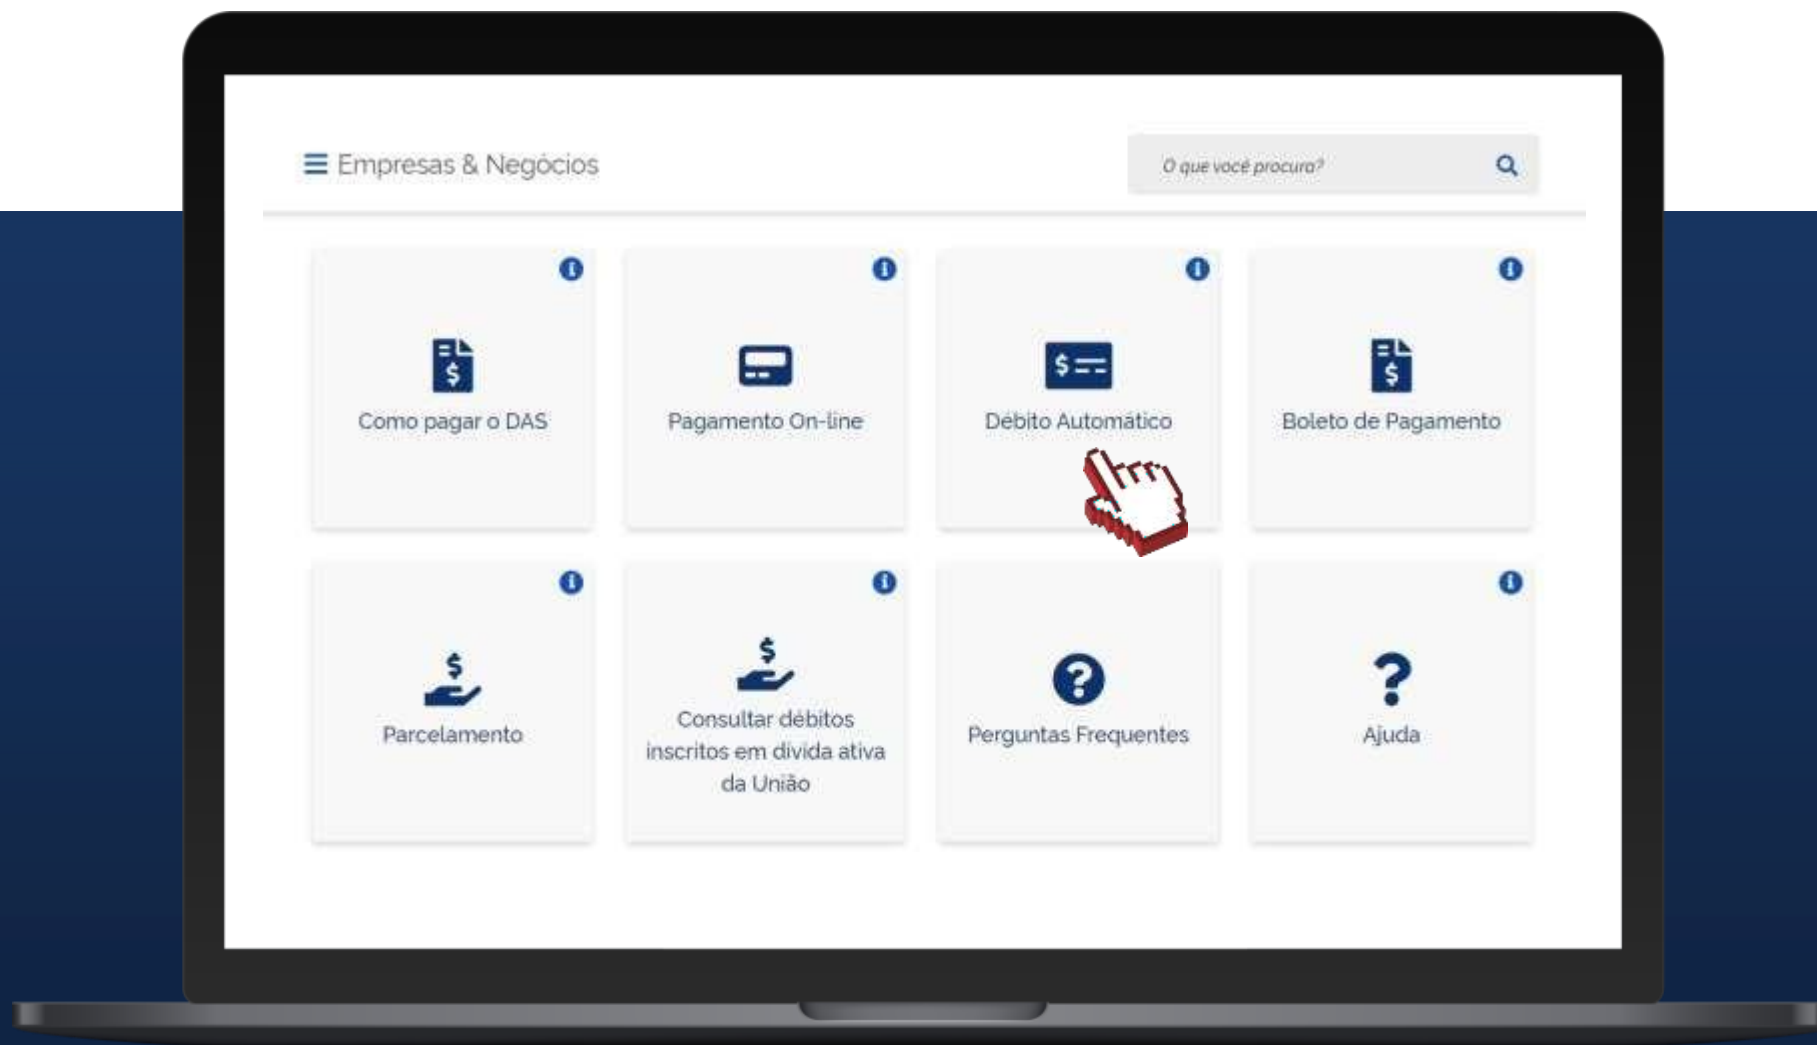 Empresas & Negócios
O que você procura?
Como pagar o DAS
Pagamento On-line
Débito Automático
Boleto de Pagamento
Parcelamento
Consultar débitos
inscritos em dívida ativa
da União
Perguntas Frequentes
Ajuda